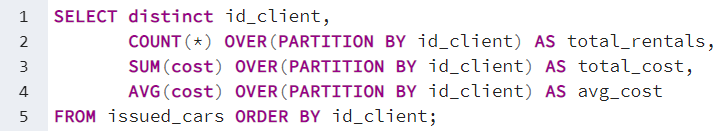 1 SELECT distinct id_client,
2 COUNT(*) OVER(PARTITION BY id_client) AS total_rentals,
3 SUM(cost) OVER(PARTITION BY id_client) AS total_cost,
4 AVG(cost) OVER(PARTITION BY id_client) AS avg_cost
5 FROM issued_cars ORDER BY id_client;